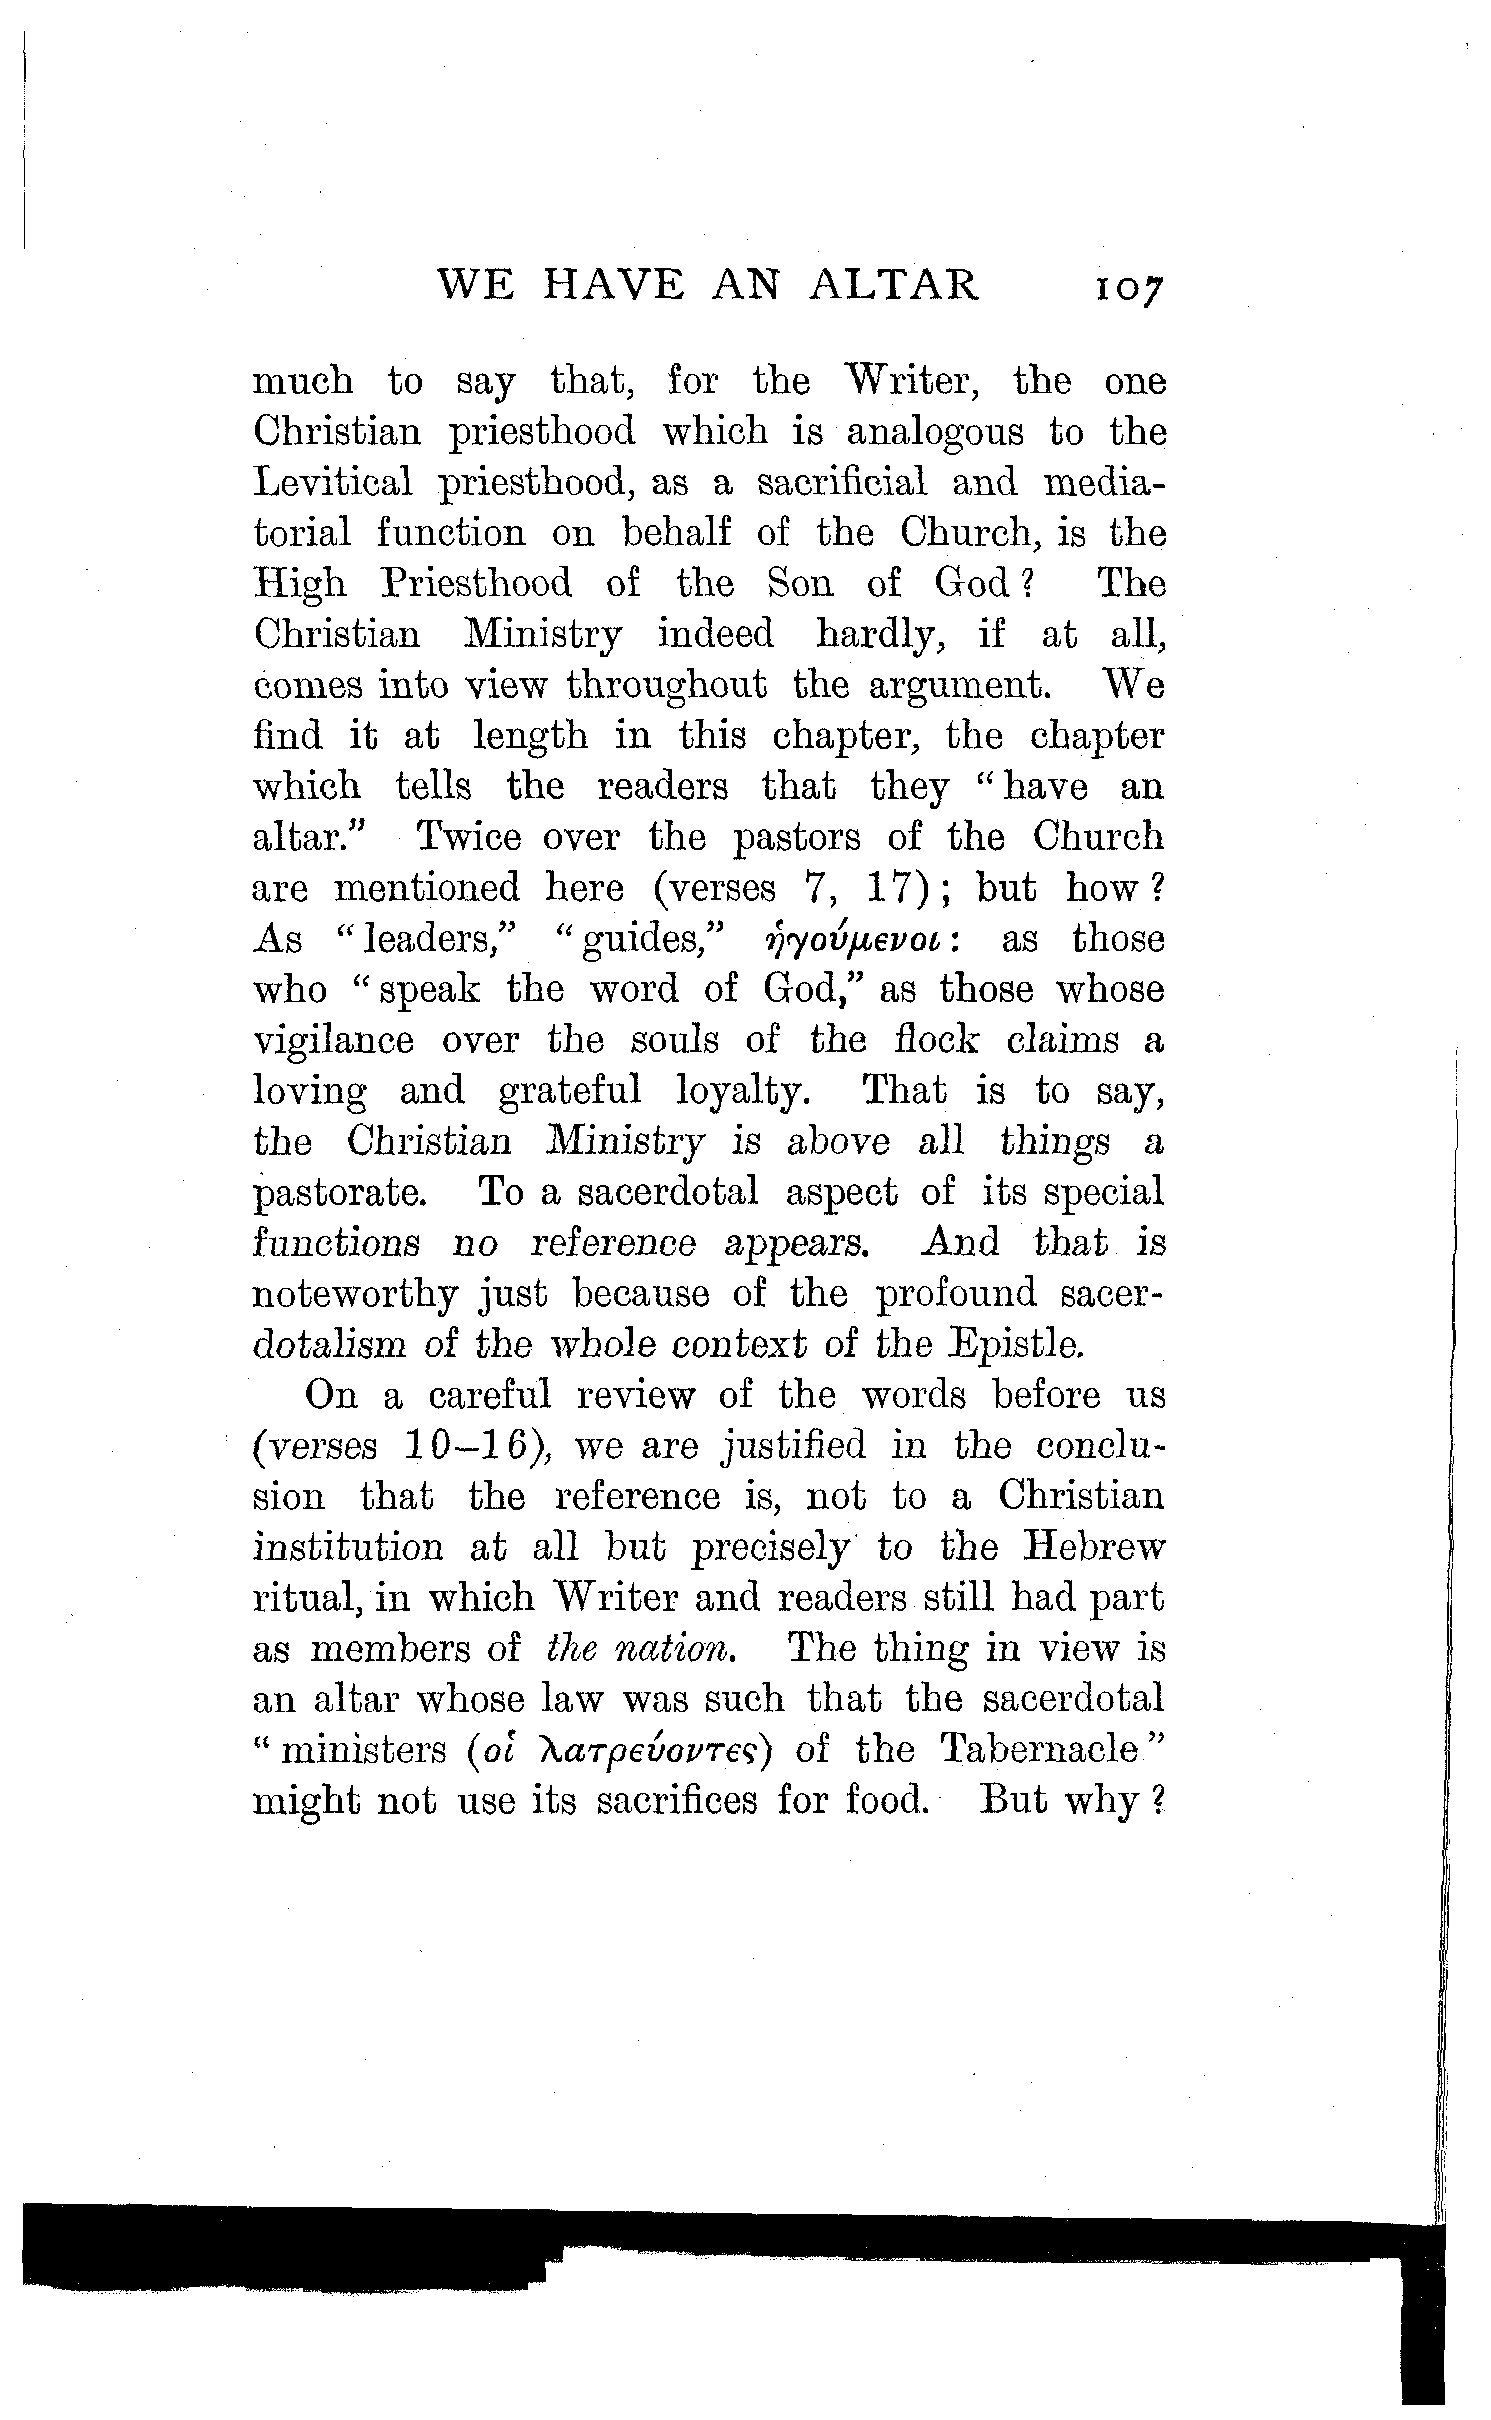 WE HAVE AN ALTAR 107
much to say that, for the Writer, the one
Christian priesthood which is analogous to the
Levitical priesthood, as a sacrificial and media-
torial function on behalf of the Church, is the
High Priesthood of the Son of God? The
Christian Ministry indeed hardly, if at all,
comes into view throughout the argument. We
find it at length in this chapter, the chapter
which tells the readers that they “have an
altar.” Twice over the pastors of the Church
are mentioned here (verses 7, 17); but how?
As “leaders,” “guides,” ἡγούμενοι: as those
who “speak the word of God,” as those whose
vigilance over the souls of the flock claims a
loving and grateful loyalty. That is to say,
the Christian Ministry is above all things a
pastorate. To a sacerdotal aspect of its special
functions no reference appears. And that is
noteworthy just because of the profound sacer-
dotalism of the whole context of the Epistle.
On a careful review of the words before us
(verses 10–16), we are justified in the conclu-
sion that the reference is, not to a Christian
institution at all but precisely to the Hebrew
ritual, in which Writer and readers still had part
as members of the nation. The thing in view is
an altar whose law was such that the sacerdotal
“ministers (οἱ λατρεύοντες) of the Tabernacle”
might not use its sacrifices for food. But why?